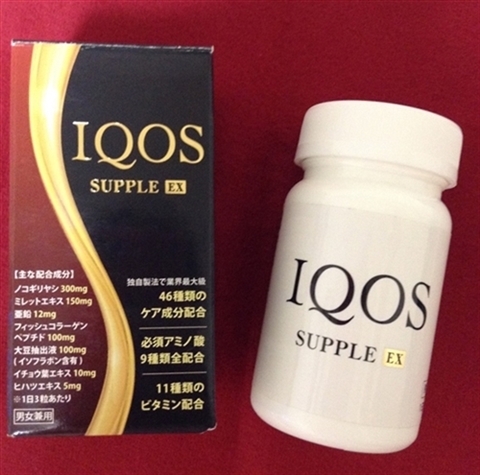 IQOS
SUPPLE EX
【主な配合成分】
ノコギリヤシ 300mg
ミレットエキス 150mg
亜鉛 12mg
フィッシュコラーゲン
ペプチド 100mg
大豆抽出液 100mg
(イソフラボン含有)
イチョウ葉エキス 10mg
ヒハツエキス 5mg
※1日3粒あたり
男女兼用
独自製法で業界最大級
46種類の
ケア成分配合
必須アミノ酸
9種類全配合
11種類の
ビタミン配合
IQOS
SUPPLE EX